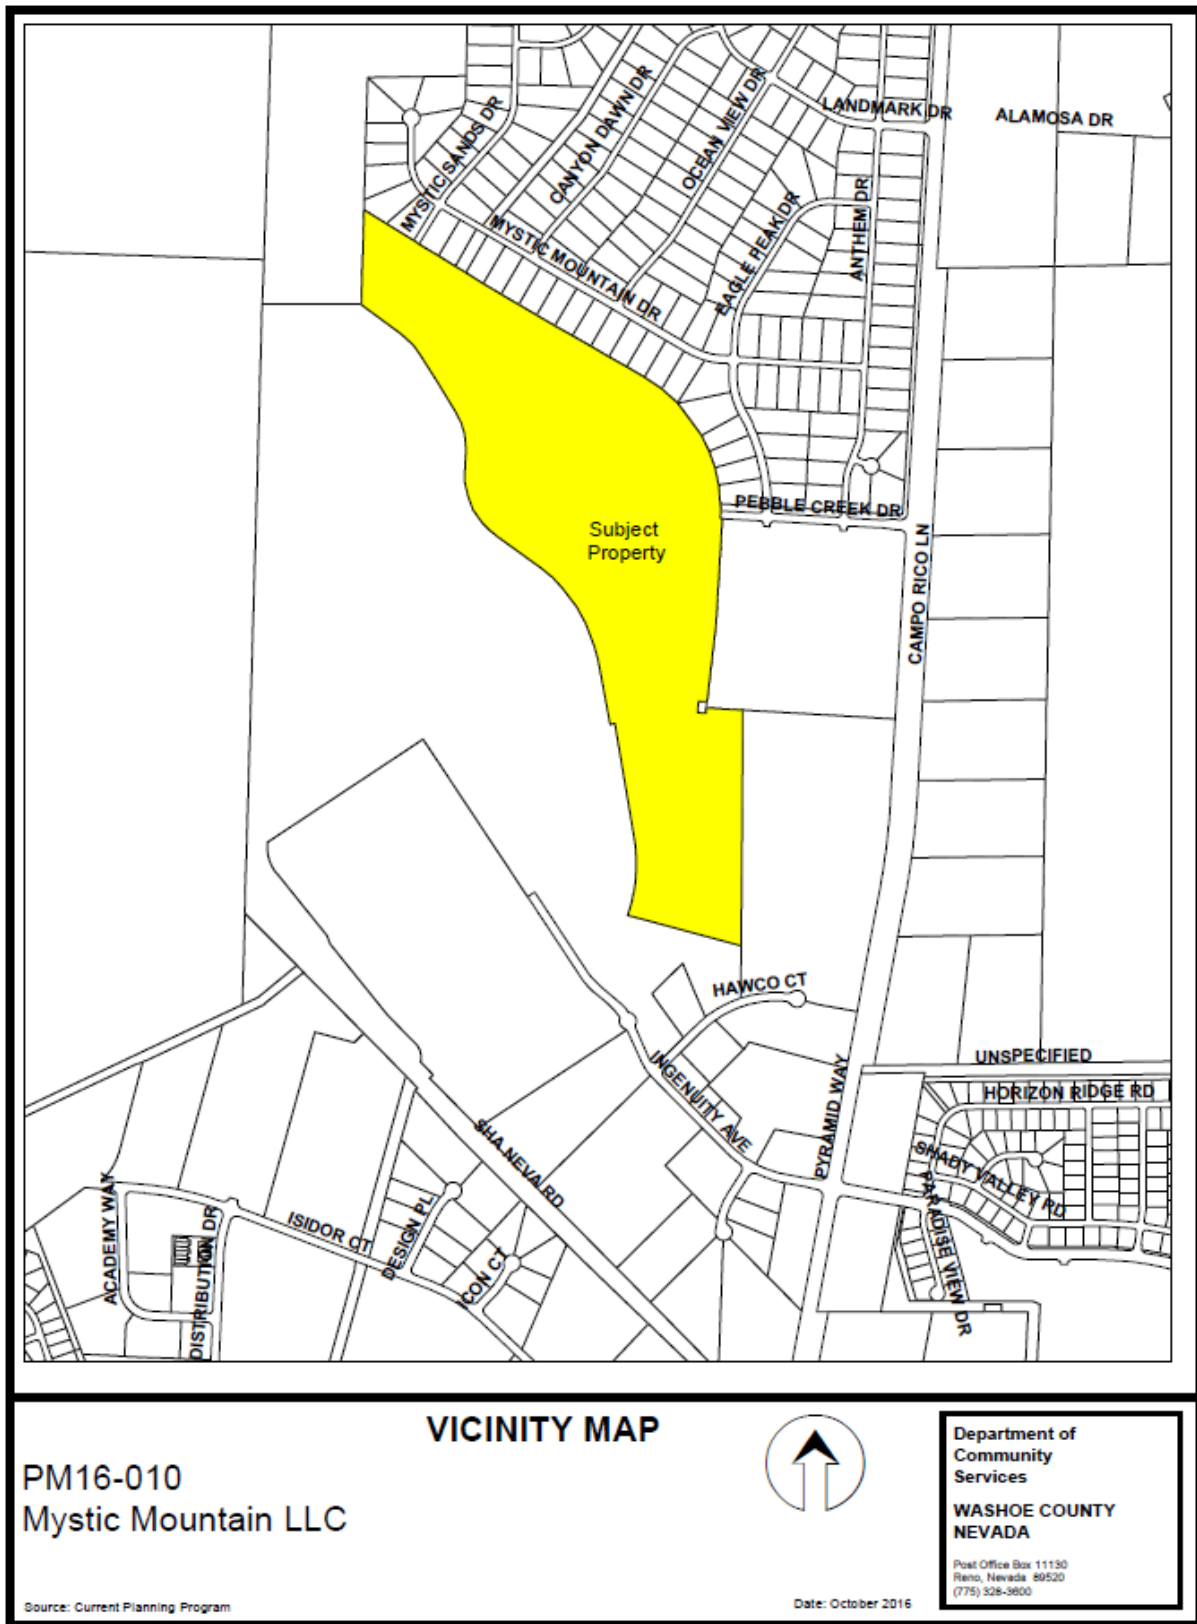 LANDMARK DR
ALAMOSA DR
MYSTIC SANDS DR
CANYON DAWN DR
OCEAN VIEW DR
MYSTIC MOUNTAIN DR
EAGLE PEAK DR
ANTHEM DR
PEBBLE CREEK DR
Subject
Property
CAMPO RICO LN
HAWCO CT
INGENUITY AVE
PYRAMID WAY
UNSPECIFIED
HORIZON RIDGE RD
SHADY VALLEY RD
PARADISE VIEW DR
SHA NEVA RD
ACADEMY WAY
DISTRIBUTION DR
ISIDOR CT
DESIGN PL
ICON CT
VICINITY MAP
PM16-010
Mystic Mountain LLC
Source: Current Planning Program
Date: October 2016
Department of
Community
Services
WASHOE COUNTY
NEVADA
Post Office Box 11130
Reno, Nevada 89520
(775) 328-3600